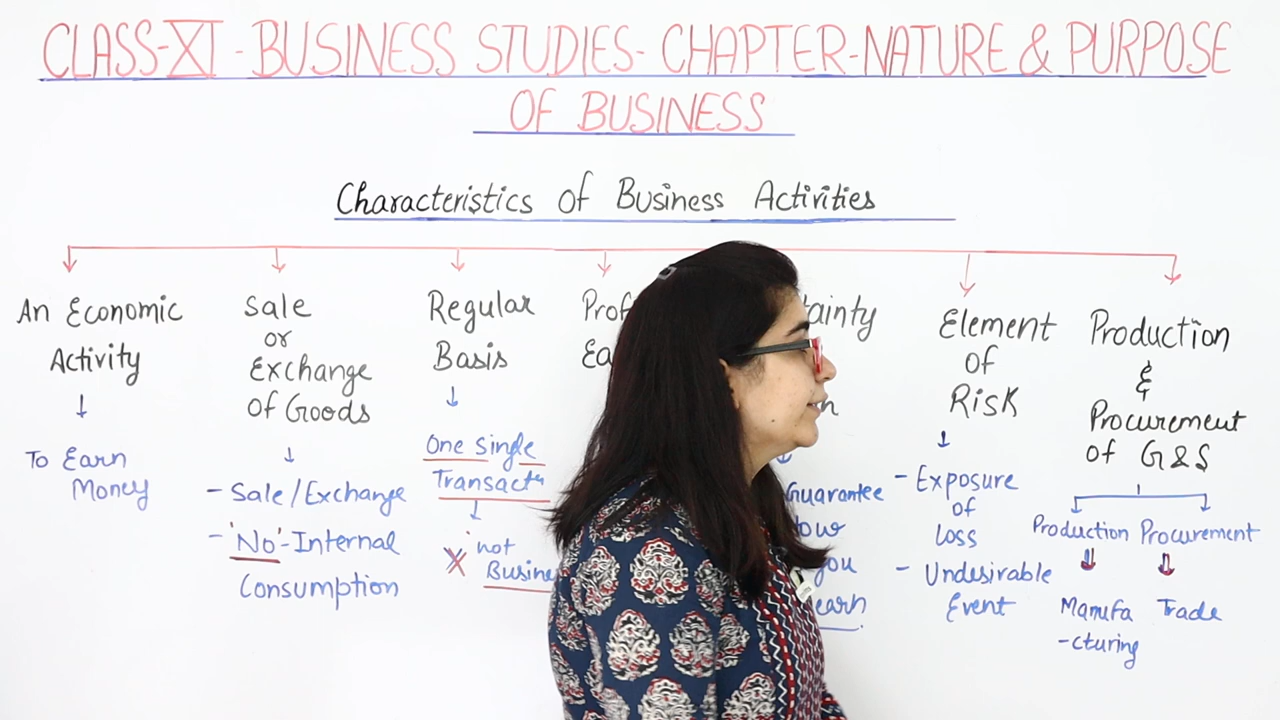 CLASS-XI - BUSINESS STUDIES - CHAPTER - NATURE & PURPOSE
OF BUSINESS
Characteristics of Business Activities
An Economic
Activity
To Earn
Money
Sale
or
Exchange
of Goods
- Sale/Exchange
- 'No'-Internal
Consumption
Regular
Basis
One single
not
Element
of
Risk
- Exposure
of
loss
- Undesirable
Event
Production
&
Procurement
of G&S
Production Procurement
Manufa
-cturing
Trade
Guarantee
you